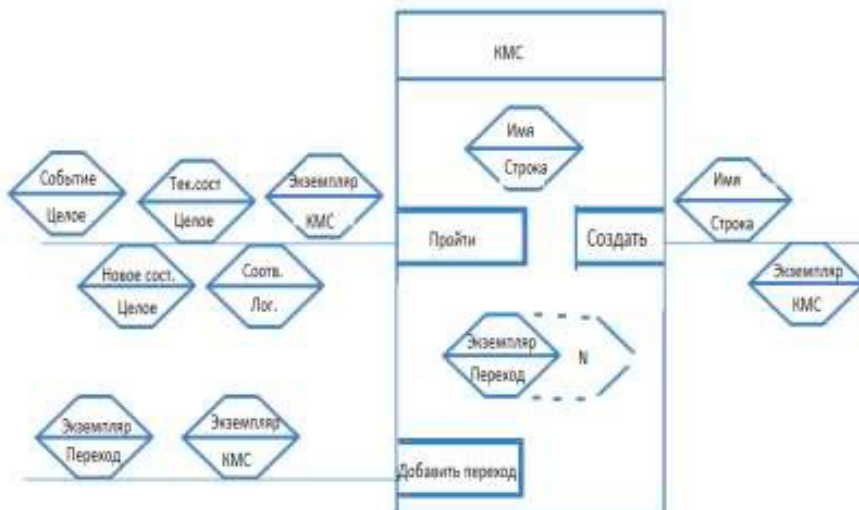 КМС
Имя
Строка
Событие
Целое
Тек.сост
Целое
Экземпляр
КМС
Имя
Строка
Пройти
Создать
Новое сост.
Целое
Соотв.
Лог.
Экземпляр
КМС
Экземпляр
Переход
N
Экземпляр
Переход
Экземпляр
КМС
Добавить переход